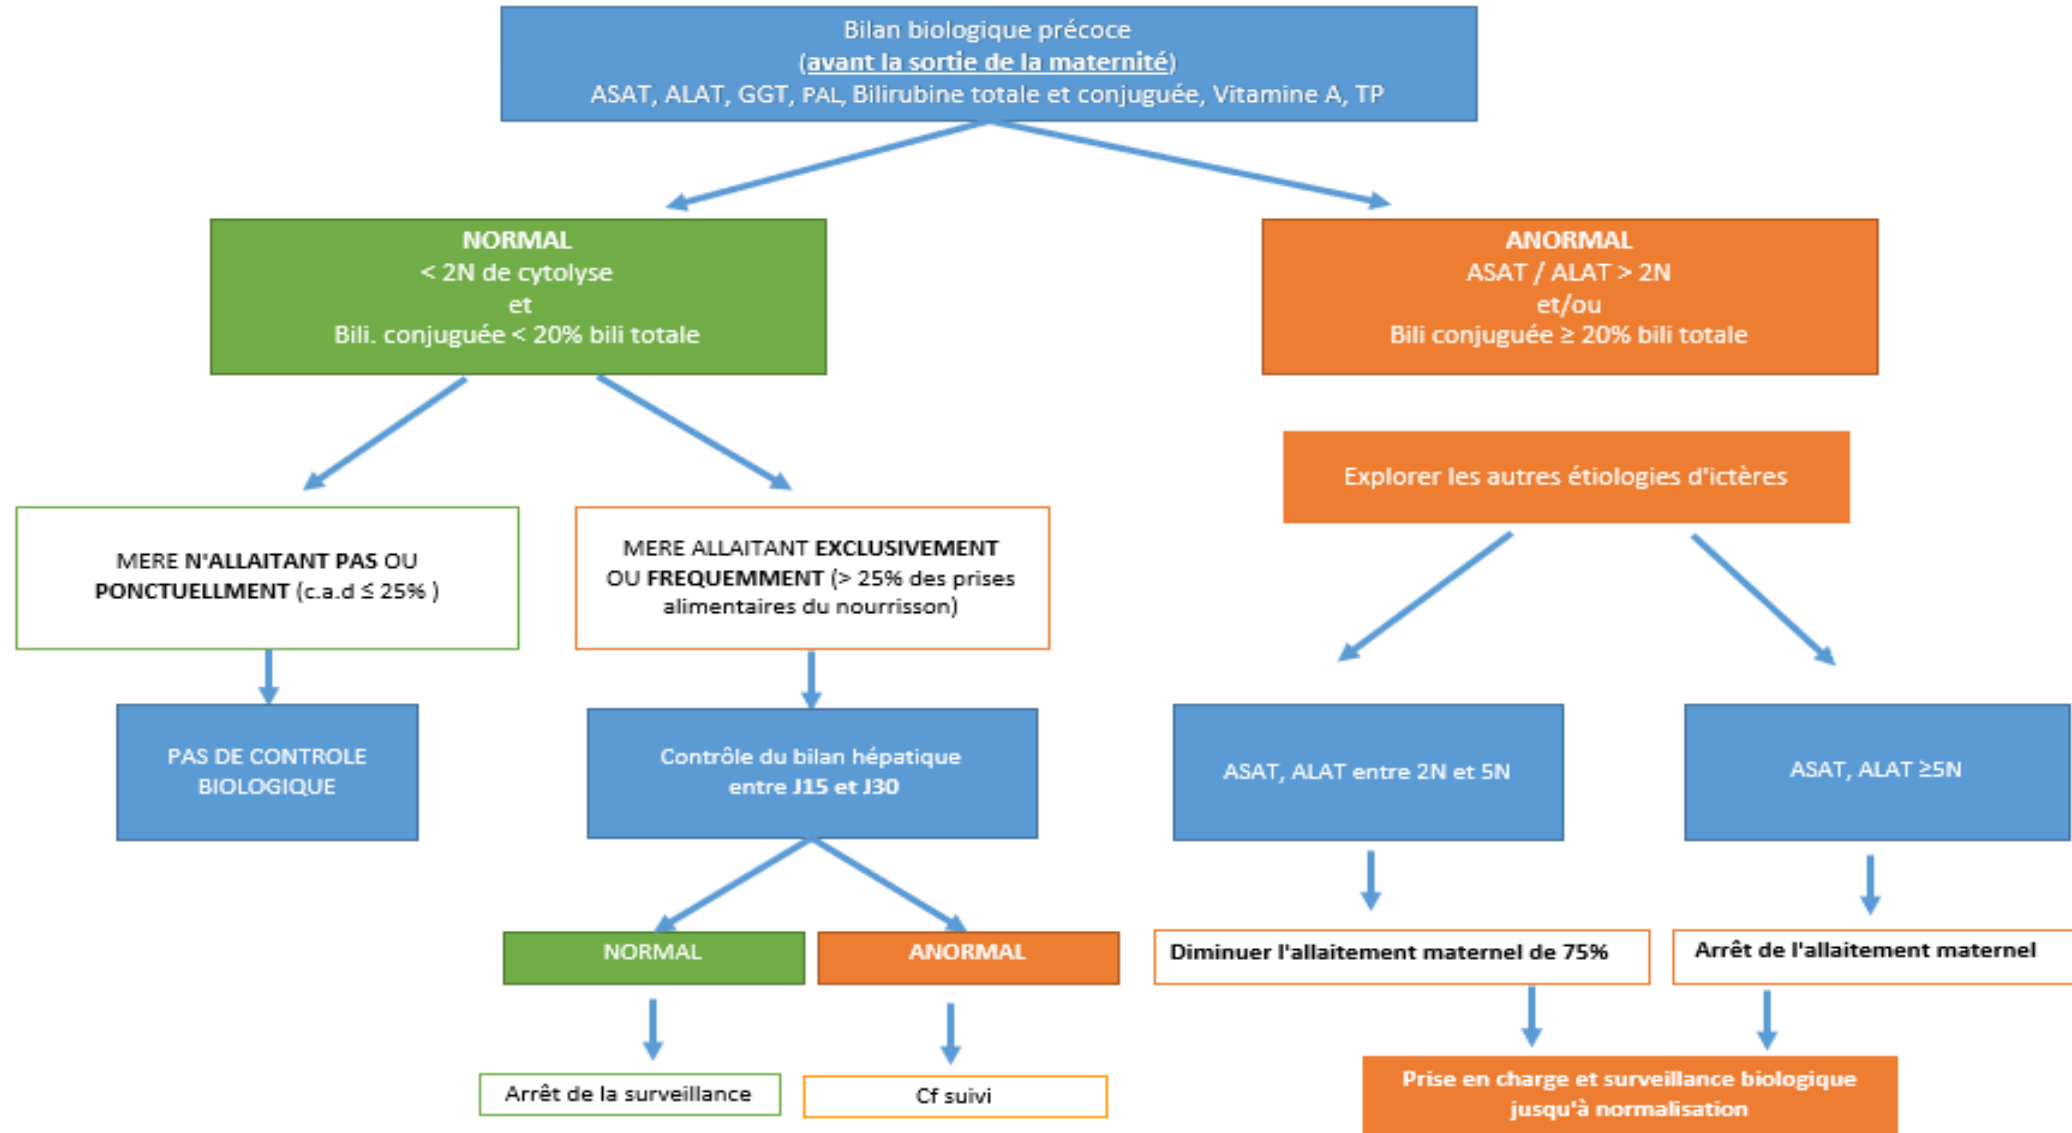 Bilan biologique précoce
(avant la sortie de la maternité)
ASAT, ALAT, GGT, PAL, Bilirubine totale et conjuguée, Vitamine A, TP
NORMAL
< 2N de cytolyse
et
Bili. conjuguée < 20% bili totale
ANORMAL
ASAT / ALAT > 2N
et/ou
Bili conjuguée ≥ 20% bili totale
Explorer les autres étiologies d'ictères
MERE N'ALLAITANT PAS OU
PONCTUELLMENT (c.a.d ≤ 25% )
MERE ALLAITANT EXCLUSIVEMENT
OU FREQUEMMENT (> 25% des prises
alimentaires du nourrisson)
PAS DE CONTROLE
BIOLOGIQUE
Contrôle du bilan hépatique
entre J15 et J30
ASAT, ALAT entre 2N et 5N
ASAT, ALAT ≥5N
NORMAL
ANORMAL
Diminuer l'allaitement maternel de 75%
Arrêt de l'allaitement maternel
Arrêt de la surveillance
Cf suivi
Prise en charge et surveillance biologique
jusqu'à normalisation